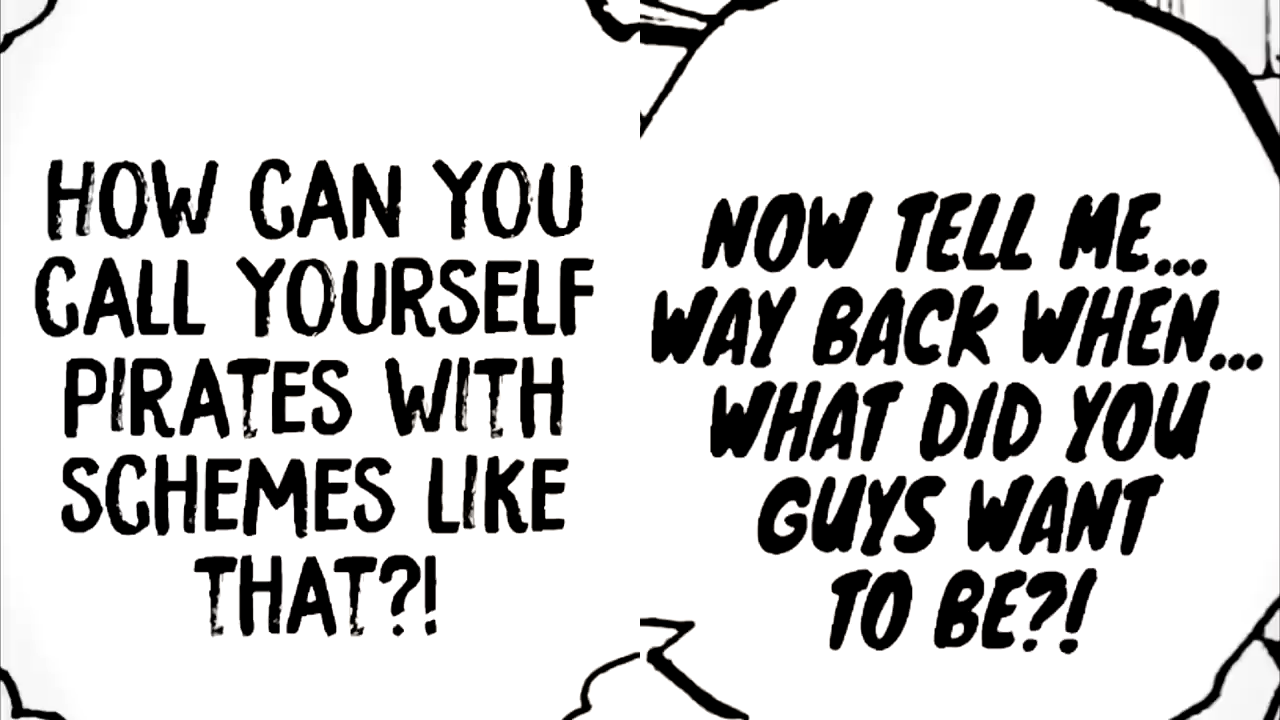 HOW CAN YOU
CALL YOURSELF
PIRATES WITH
SCHEMES LIKE
THAT?!
NOW TELL ME...
WAY BACK WHEN...
WHAT DID YOU
GUYS WANT
TO BE?!